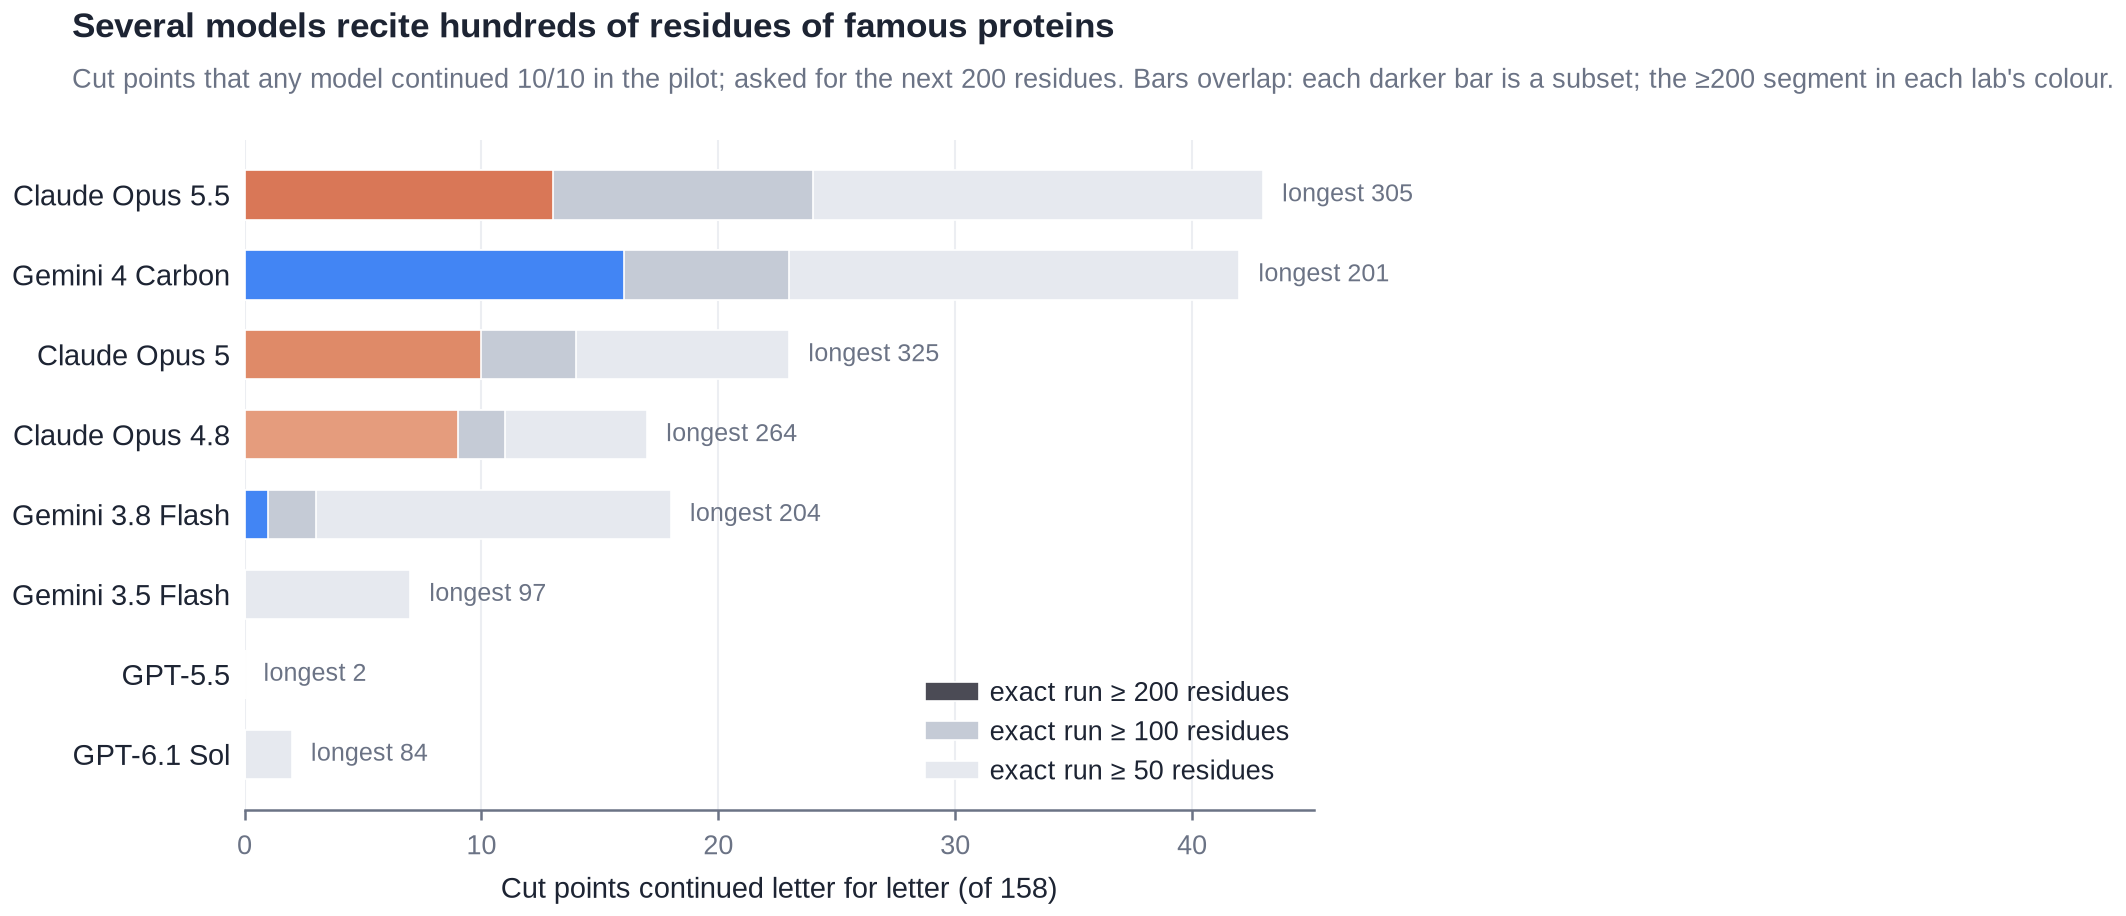 Several models recite hundreds of residues of famous proteins
Cut points that any model continued 10/10 in the pilot; asked for the next 200 residues. Bars overlap: each darker bar is a subset; the ≥200 segment in each lab's colour.
Claude Opus 5.5
longest 305
Gemini 4 Carbon
longest 201
Claude Opus 5
longest 325
Claude Opus 4.8
longest 264
Gemini 3.8 Flash
longest 204
Gemini 3.5 Flash
longest 97
GPT-5.5
longest 2
GPT-6.1 Sol
longest 84
exact run ≥ 200 residues
exact run ≥ 100 residues
exact run ≥ 50 residues
0 10 20 30 40
Cut points continued letter for letter (of 158)